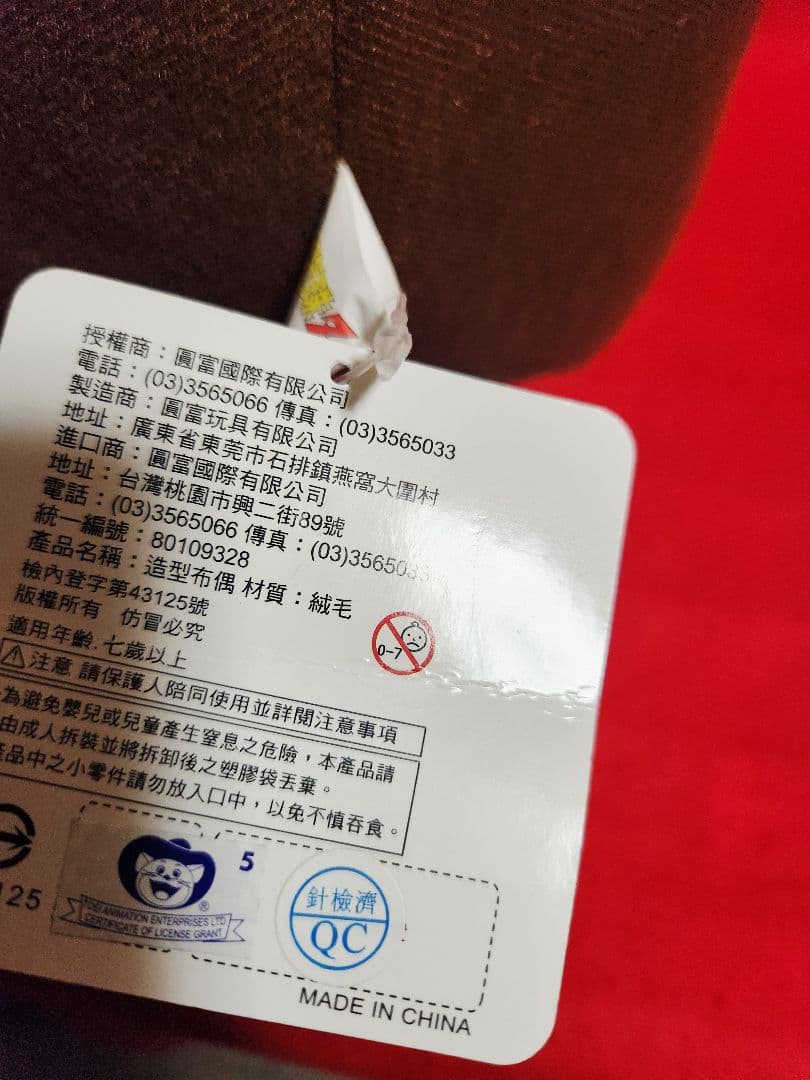 授權商：圓富國際有限公司
電話：(03)3565066 傳真：(03)3565033
製造商：圓富玩具有限公司
地址：廣東省東莞市石排鎮燕窩大圍村
進口商：圓富國際有限公司
地址：台灣桃園市興二街89號
電話：(03)3565066 傳真：(03)3565033
統一編號：80109328
產品名稱：造型布偶 材質：絨毛
檢內登字第43125號
版權所有 仿冒必究
適用年齡.七歲以上
0-7
注意 請保護人陪同使用並詳閱注意事項
為避免嬰兒或兒童產生窒息之危險，本產品請
由成人拆裝並將拆卸後之塑膠袋丟棄。
產品中之小零件請勿放入口中，以免不慎吞食。
125
5
®
TOEI ANIMATION ENTERPRISES LTD
CERTIFICATE OF LICENSE GRANT
針檢濟
QC
MADE IN CHINA